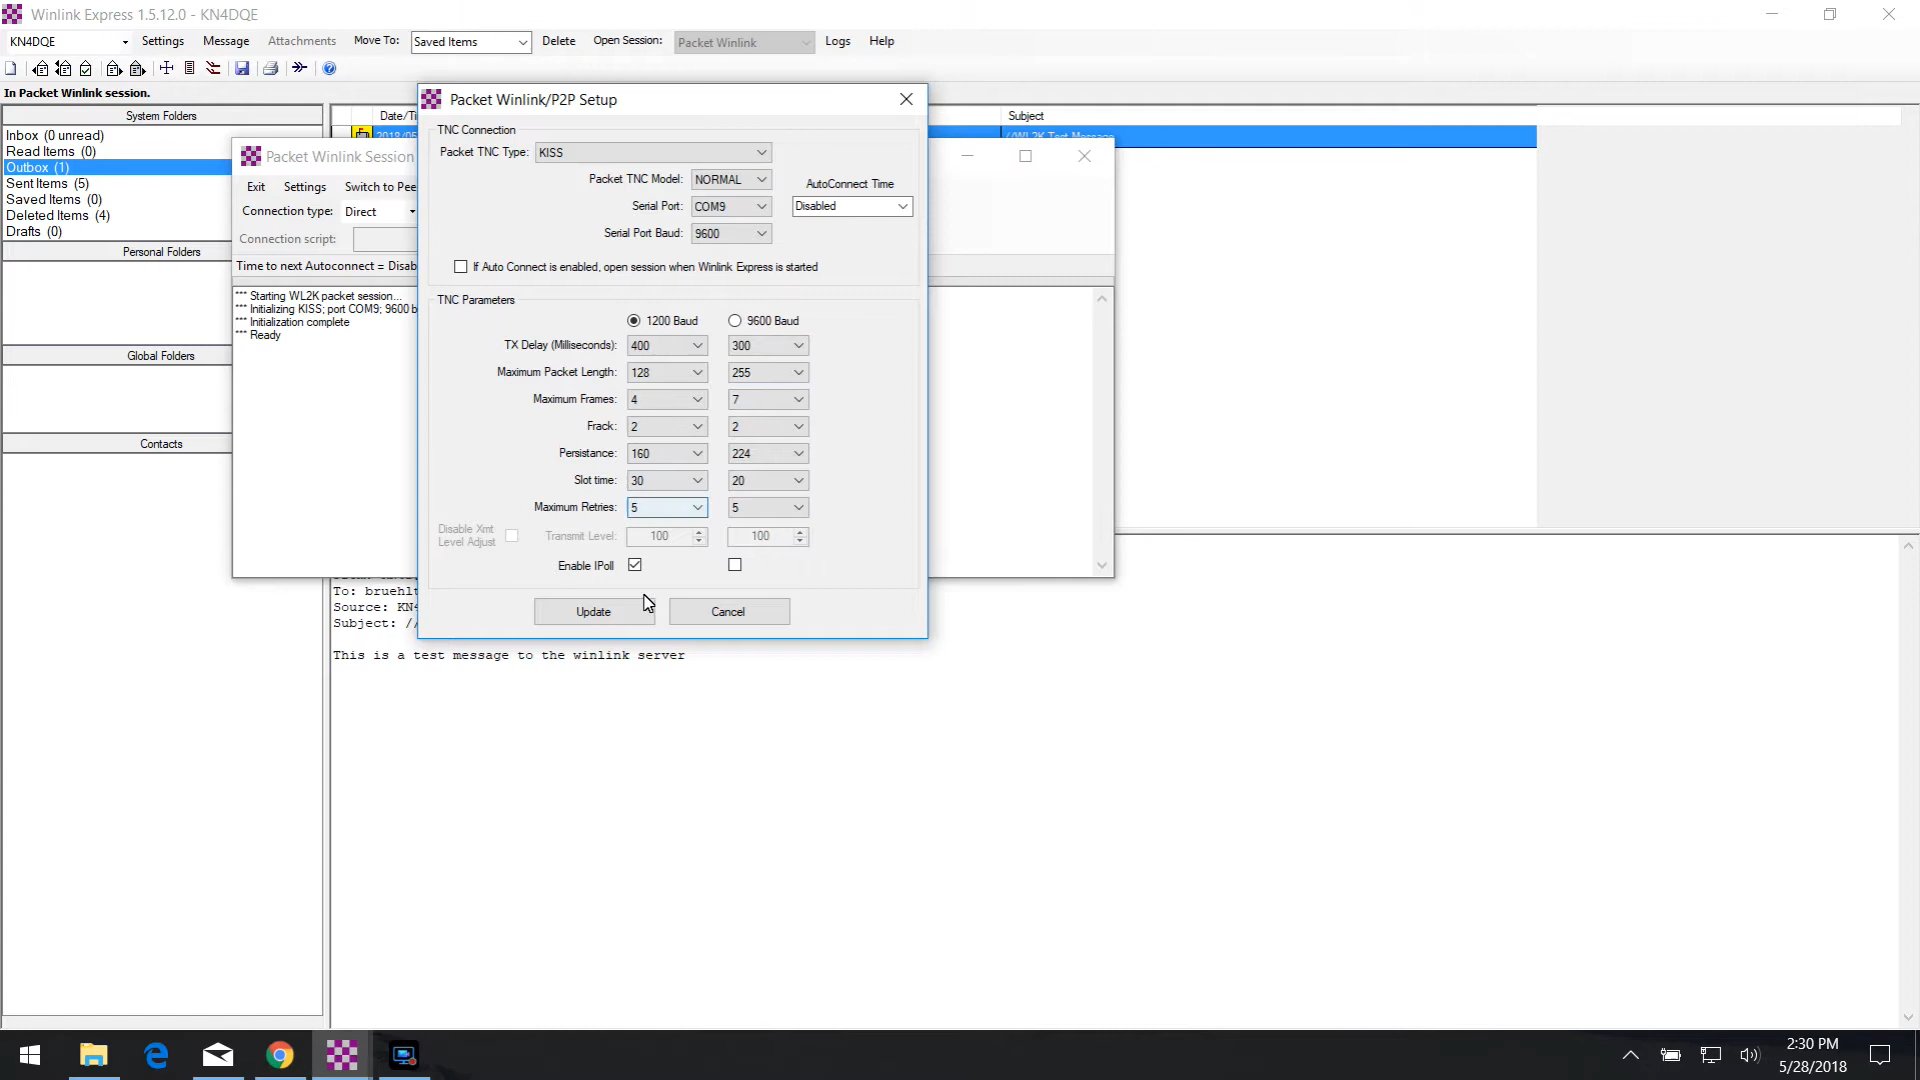 Winlink Express 1.5.12.0 - KN4DQE
KN4DQE Settings Message Attachments Move To: Saved Items Delete Open Session: Packet Winlink Logs Help
In Packet Winlink session.
System Folders
Inbox (0 unread)
Read Items (0)
Outbox (1)
Sent Items (5)
Saved Items (0)
Deleted Items (4)
Drafts (0)
Personal Folders
Global Folders
Contacts
Date/Ti
Subject
2018/05
//WL2K Test Message
Packet Winlink Session
Exit Settings Switch to Pee
Connection type: Direct
Connection script:
Time to next Autoconnect = Disab
*** Starting WL2K packet session...
*** Initializing KISS; port COM9; 9600 b
*** Initialization complete
*** Ready
Packet Winlink/P2P Setup
TNC Connection
Packet TNC Type: KISS
Packet TNC Model: NORMAL
AutoConnect Time
Serial Port: COM9
Disabled
Serial Port Baud: 9600
If Auto Connect is enabled, open session when Winlink Express is started
TNC Parameters
1200 Baud 9600 Baud
TX Delay (Milliseconds): 400 300
Maximum Packet Length: 128 255
Maximum Frames: 4 7
Frack: 2 2
Persistance: 160 224
Slot time: 30 20
Maximum Retries: 5 5
Disable Xmt
Level Adjust
Transmit Level: 100 100
Enable IPoll
Update Cancel
To: bruehlt
Source: KN4
Subject: //
This is a test message to the winlink server
2:30 PM
5/28/2018